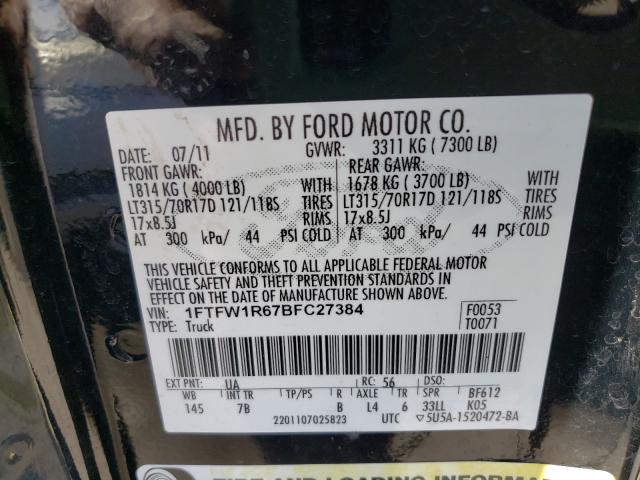 MFD. BY FORD MOTOR CO.
DATE: 07/11 GVWR: 3311 KG ( 7300 LB)
FRONT GAWR: REAR GAWR:
1814 KG ( 4000 LB) WITH 1678 KG ( 3700 LB) WITH
LT315/70R17D 121/118S TIRES LT315/70R17D 121/118S TIRES
17x8.5J RIMS 17x8.5J RIMS
AT 300 kPa/ 44 PSI COLD AT 300 kPa/ 44 PSI COLD
THIS VEHICLE CONFORMS TO ALL APPLICABLE FEDERAL MOTOR
VEHICLE SAFETY AND THEFT PREVENTION STANDARDS IN
EFFECT ON THE DATE OF MANUFACTURE SHOWN ABOVE.
VIN: 1FTFW1R67BFC27384 F0053
TYPE: Truck T0071
EXT PNT: UA RC: 56 DSO:
WB INT TR TP/PS R AXLE TR SPR BF612
145 7B B L4 6 33LL K05
2201107025823 UTC 5U5A-1520472-BA
TIRE AND LOADING INFORMATION